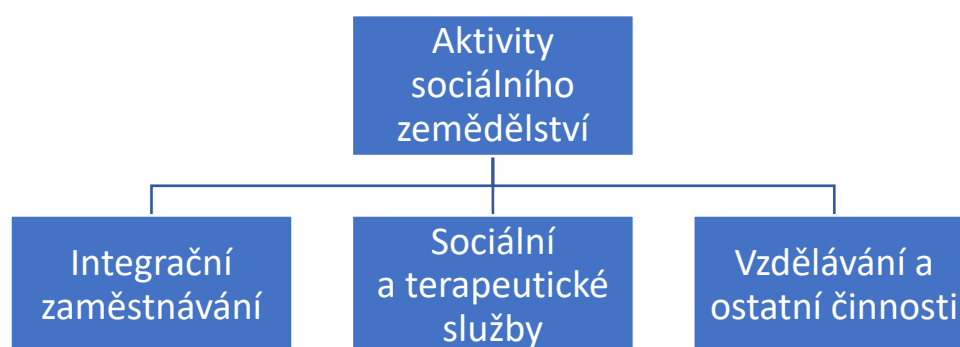 Aktivity
sociálního
zemědělství
Integrační
zaměstnávání
Sociální
a terapeutické
služby
Vzdělávání a
ostatní činnosti